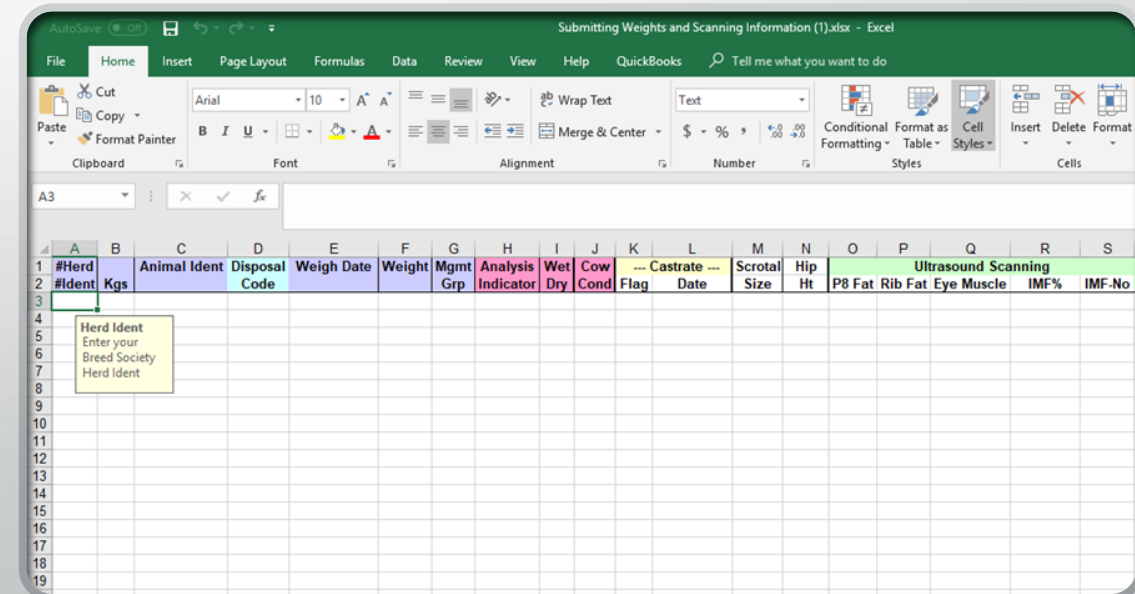 AutoSave Off Submitting Weights and Scanning Information (1).xlsx - Excel
File Home Insert Page Layout Formulas Data Review View Help QuickBooks Tell me what you want to do
Paste
Cut
Copy
Format Painter
Clipboard
Arial 10 A A
B I U A
Font
ab Wrap Text
Merge & Center
Alignment
Text
$ % , .00
Number
Conditional Formatting
Format as Table
Cell Styles
Styles
Insert Delete Format
Cells
A3 fx
A B C D E F G H I J K L M N O P Q R S
1 #Herd Animal Ident Disposal Weigh Date Weight Mgmt Analysis Wet Cow --- Castrate --- Scrotal Hip Ultrasound Scanning
2 #Ident Kgs Code Grp Indicator Dry Cond Flag Date Size Ht P8 Fat Rib Fat Eye Muscle IMF% IMF-No
3
4
5
6
7
8
9
10
11
12
13
14
15
16
17
18
19
Herd Ident
Enter your
Breed Society
Herd Ident